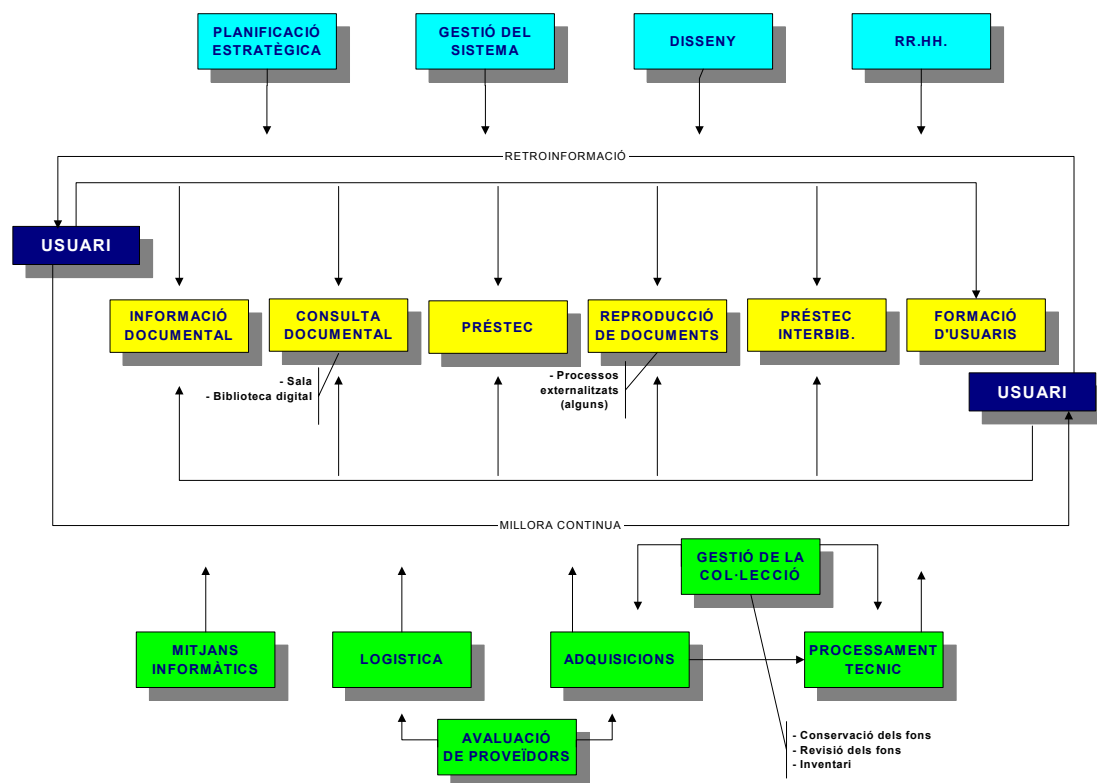 PLANIFICACIÓ
ESTRATÈGICA
GESTIÓ DEL
SISTEMA
DISSENY
RR.HH.
RETROINFORMACIÓ
USUARI
INFORMACIÓ
DOCUMENTAL
CONSULTA
DOCUMENTAL
PRÉSTEC
REPRODUCCIÓ
DE DOCUMENTS
PRÉSTEC
INTERBIB.
FORMACIÓ
D'USUARIS
- Sala
- Biblioteca digital
- Processos
externalitzats
(alguns)
USUARI
MILLORA CONTINUA
GESTIÓ DE LA
COL·LECCIÓ
MITJANS
INFORMÀTICS
LOGISTICA
ADQUISICIONS
PROCESSAMENT
TECNIC
AVALUACIÓ
DE PROVEÏDORS
- Conservació dels fons
- Revisió dels fons
- Inventari